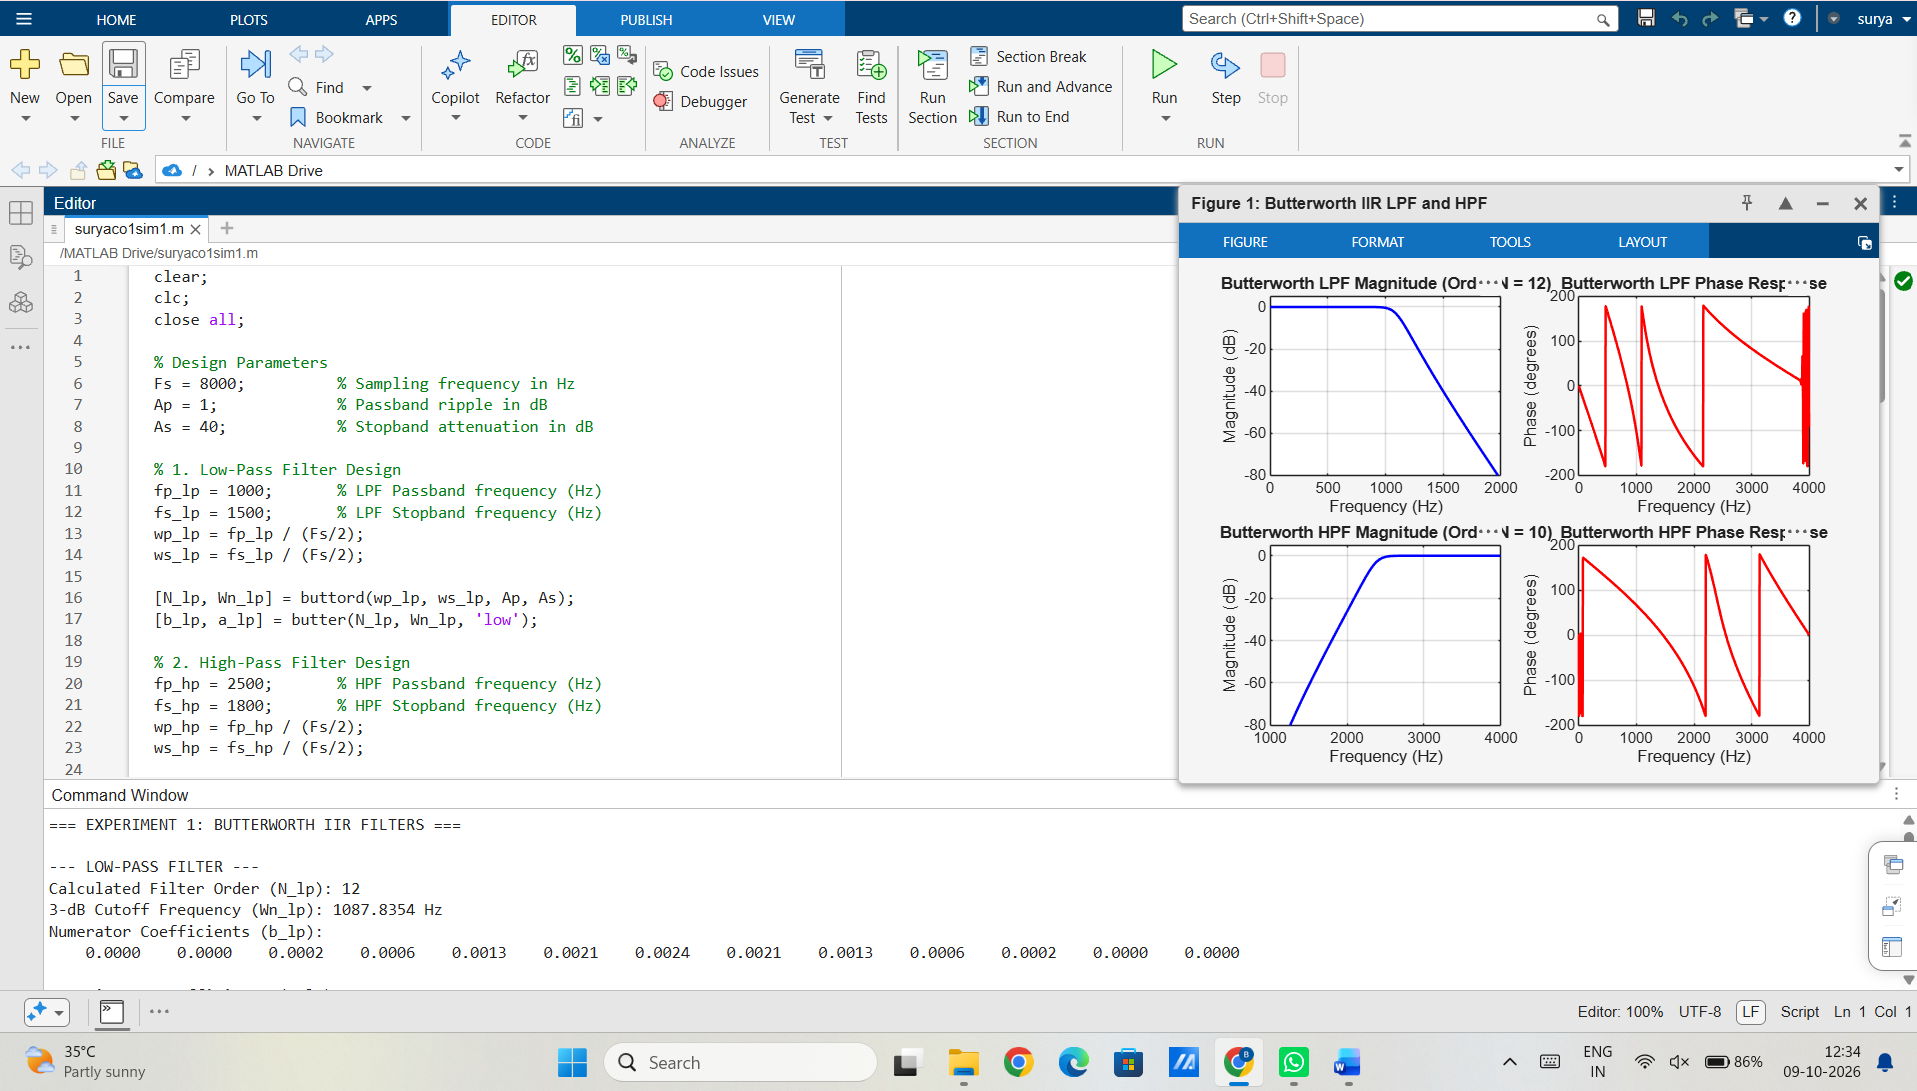 HOME PLOTS APPS EDITOR PUBLISH VIEW Search (Ctrl+Shift+Space) surya
New Open Save Compare Go To Find Bookmark Copilot Refactor Code Issues Debugger Generate Test Find Tests Run Section Section Break Run and Advance Run to End Run Step Stop
FILE NAVIGATE CODE ANALYZE TEST SECTION RUN
/ › MATLAB Drive
Editor
suryaco1sim1.m
/MATLAB Drive/suryaco1sim1.m
1 clear;
2 clc;
3 close all;
4
5 % Design Parameters
6 Fs = 8000; % Sampling frequency in Hz
7 Ap = 1; % Passband ripple in dB
8 As = 40; % Stopband attenuation in dB
9
10 % 1. Low-Pass Filter Design
11 fp_lp = 1000; % LPF Passband frequency (Hz)
12 fs_lp = 1500; % LPF Stopband frequency (Hz)
13 wp_lp = fp_lp / (Fs/2);
14 ws_lp = fs_lp / (Fs/2);
15
16 [N_lp, Wn_lp] = buttord(wp_lp, ws_lp, Ap, As);
17 [b_lp, a_lp] = butter(N_lp, Wn_lp, 'low');
18
19 % 2. High-Pass Filter Design
20 fp_hp = 2500; % HPF Passband frequency (Hz)
21 fs_hp = 1800; % HPF Stopband frequency (Hz)
22 wp_hp = fp_hp / (Fs/2);
23 ws_hp = fs_hp / (Fs/2);
24
Figure 1: Butterworth IIR LPF and HPF
FIGURE FORMAT TOOLS LAYOUT
Butterworth LPF Magnitude (Ord··· N = 12)
0
-20
-40
-60
-80
0 500 1000 1500 2000
Magnitude (dB)
Frequency (Hz)
Butterworth LPF Phase Resp···se
200
100
0
-100
-200
0 1000 2000 3000 4000
Phase (degrees)
Frequency (Hz)
Butterworth HPF Magnitude (Ord··· N = 10)
0
-20
-40
-60
-80
1000 2000 3000 4000
Magnitude (dB)
Frequency (Hz)
Butterworth HPF Phase Resp···se
200
100
0
-100
-200
0 1000 2000 3000 4000
Phase (degrees)
Frequency (Hz)
Command Window
=== EXPERIMENT 1: BUTTERWORTH IIR FILTERS ===
--- LOW-PASS FILTER ---
Calculated Filter Order (N_lp): 12
3-dB Cutoff Frequency (Wn_lp): 1087.8354 Hz
Numerator Coefficients (b_lp):
0.0000 0.0000 0.0002 0.0006 0.0013 0.0021 0.0024 0.0021 0.0013 0.0006 0.0002 0.0000 0.0000
Editor: 100% UTF-8 LF Script Ln 1 Col 1
35°C
Partly sunny
Search
ENG
IN
86%
12:34
09-10-2026